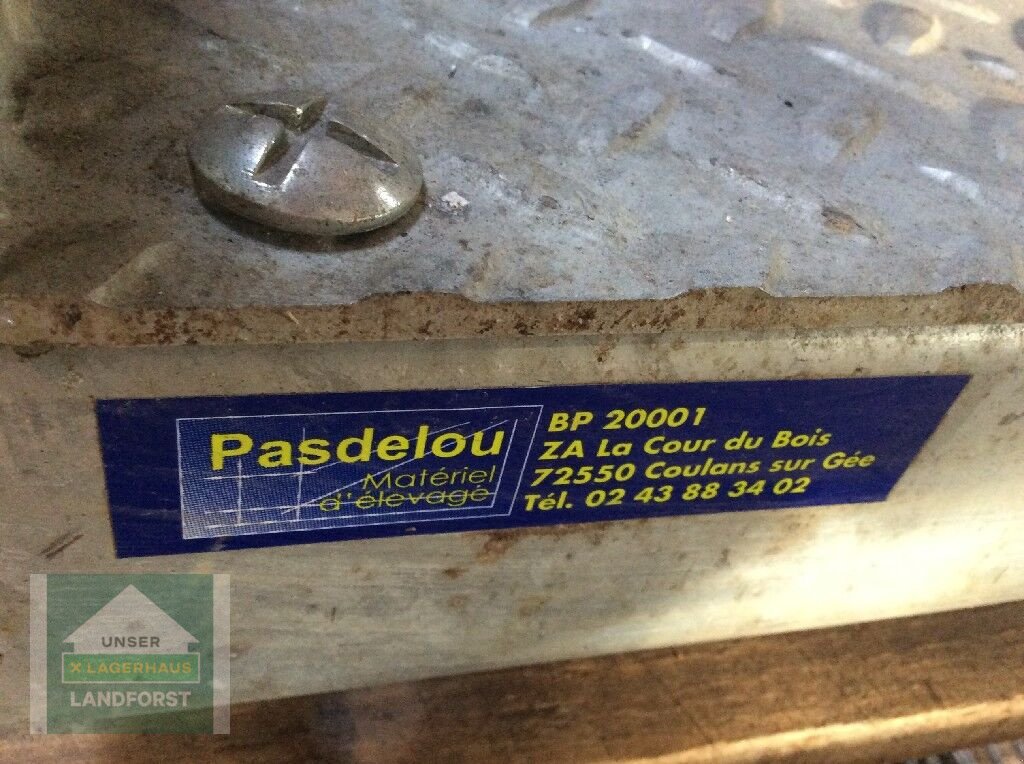 Pasdelou
Matériel
d'élevage
BP 20001
ZA La Cour du Bois
72550 Coulans sur Gée
Tél. 02 43 88 34 02
UNSER
X LAGERHAUS
LANDFORST